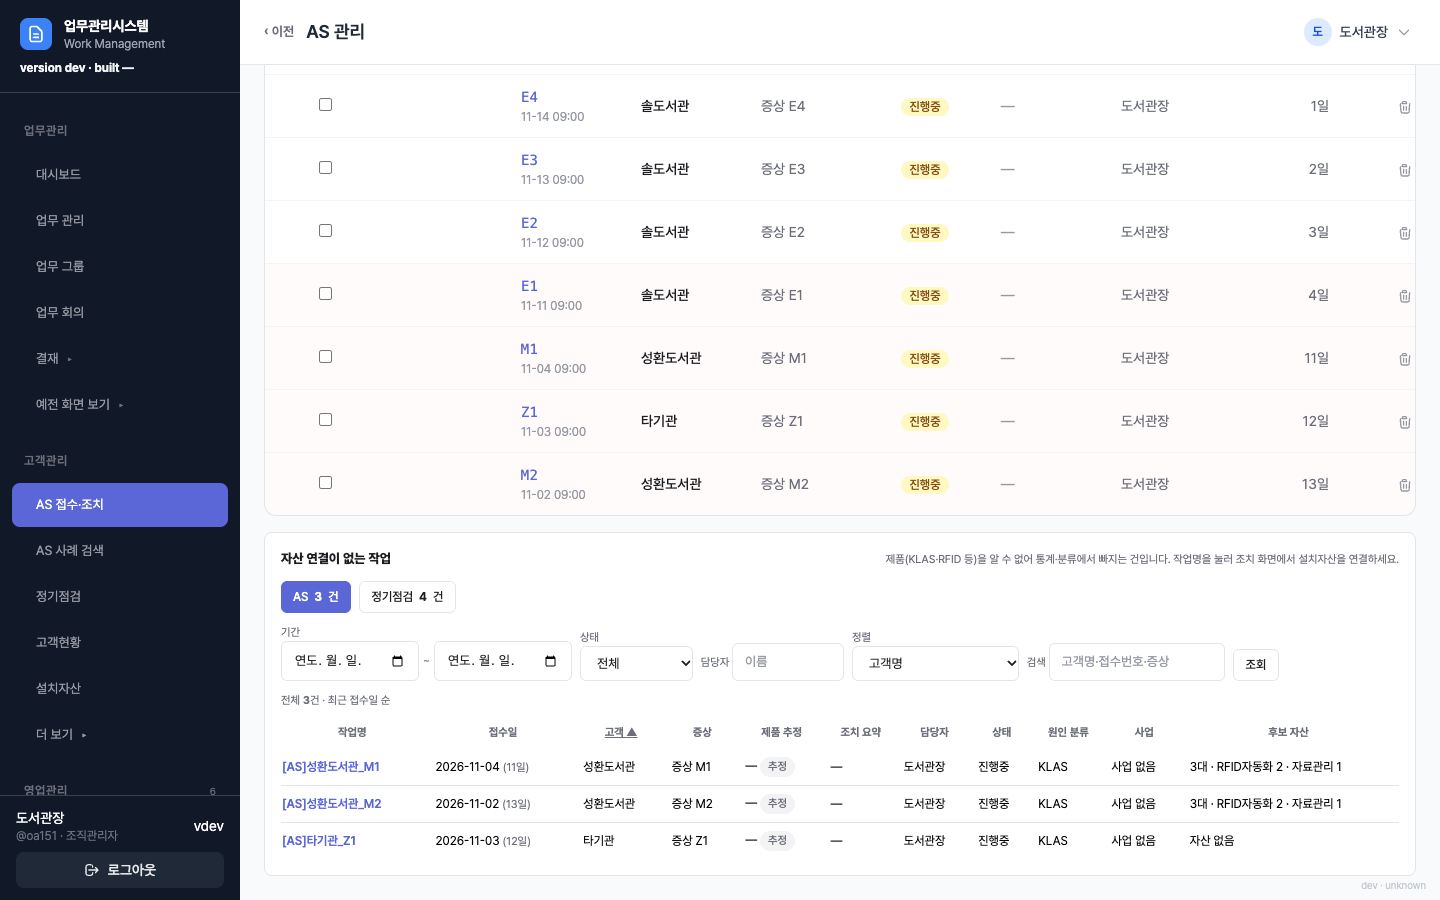 업무관리시스템
Work Management
version dev · built —
업무관리
대시보드
업무 관리
업무 그룹
업무 회의
결재 ▸
예전 화면 보기 ▸
고객관리
AS 접수·조치
AS 사례 검색
정기점검
고객현황
설치자산
더 보기 ▸
영업관리 6
도서관장
@oa151 · 조직관리자
vdev
로그아웃
‹ 이전 AS 관리
도 도서관장
E4 솔도서관 증상 E4 진행중 — 도서관장 1일
11-14 09:00
E3 솔도서관 증상 E3 진행중 — 도서관장 2일
11-13 09:00
E2 솔도서관 증상 E2 진행중 — 도서관장 3일
11-12 09:00
E1 솔도서관 증상 E1 진행중 — 도서관장 4일
11-11 09:00
M1 성환도서관 증상 M1 진행중 — 도서관장 11일
11-04 09:00
Z1 타기관 증상 Z1 진행중 — 도서관장 12일
11-03 09:00
M2 성환도서관 증상 M2 진행중 — 도서관장 13일
11-02 09:00
자산 연결이 없는 작업
제품(KLAS·RFID 등)을 알 수 없어 통계·분류에서 빠지는 건입니다. 작업명을 눌러 조치 화면에서 설치자산을 연결하세요.
AS 3 건 정기점검 4 건
기간 상태 정렬
연도. 월. 일. ~ 연도. 월. 일. 전체 담당자 이름 고객명 검색 고객명·접수번호·증상 조회
전체 3건 · 최근 접수일 순
작업명 접수일 고객 ▲ 증상 제품 추정 조치 요약 담당자 상태 원인 분류 사업 후보 자산
[AS]성환도서관_M1 2026-11-04 (11일) 성환도서관 증상 M1 — 추정 — 도서관장 진행중 KLAS 사업 없음 3대 · RFID자동화 2 · 자료관리 1
[AS]성환도서관_M2 2026-11-02 (13일) 성환도서관 증상 M2 — 추정 — 도서관장 진행중 KLAS 사업 없음 3대 · RFID자동화 2 · 자료관리 1
[AS]타기관_Z1 2026-11-03 (12일) 타기관 증상 Z1 — 추정 — 도서관장 진행중 KLAS 사업 없음 자산 없음
dev · unknown